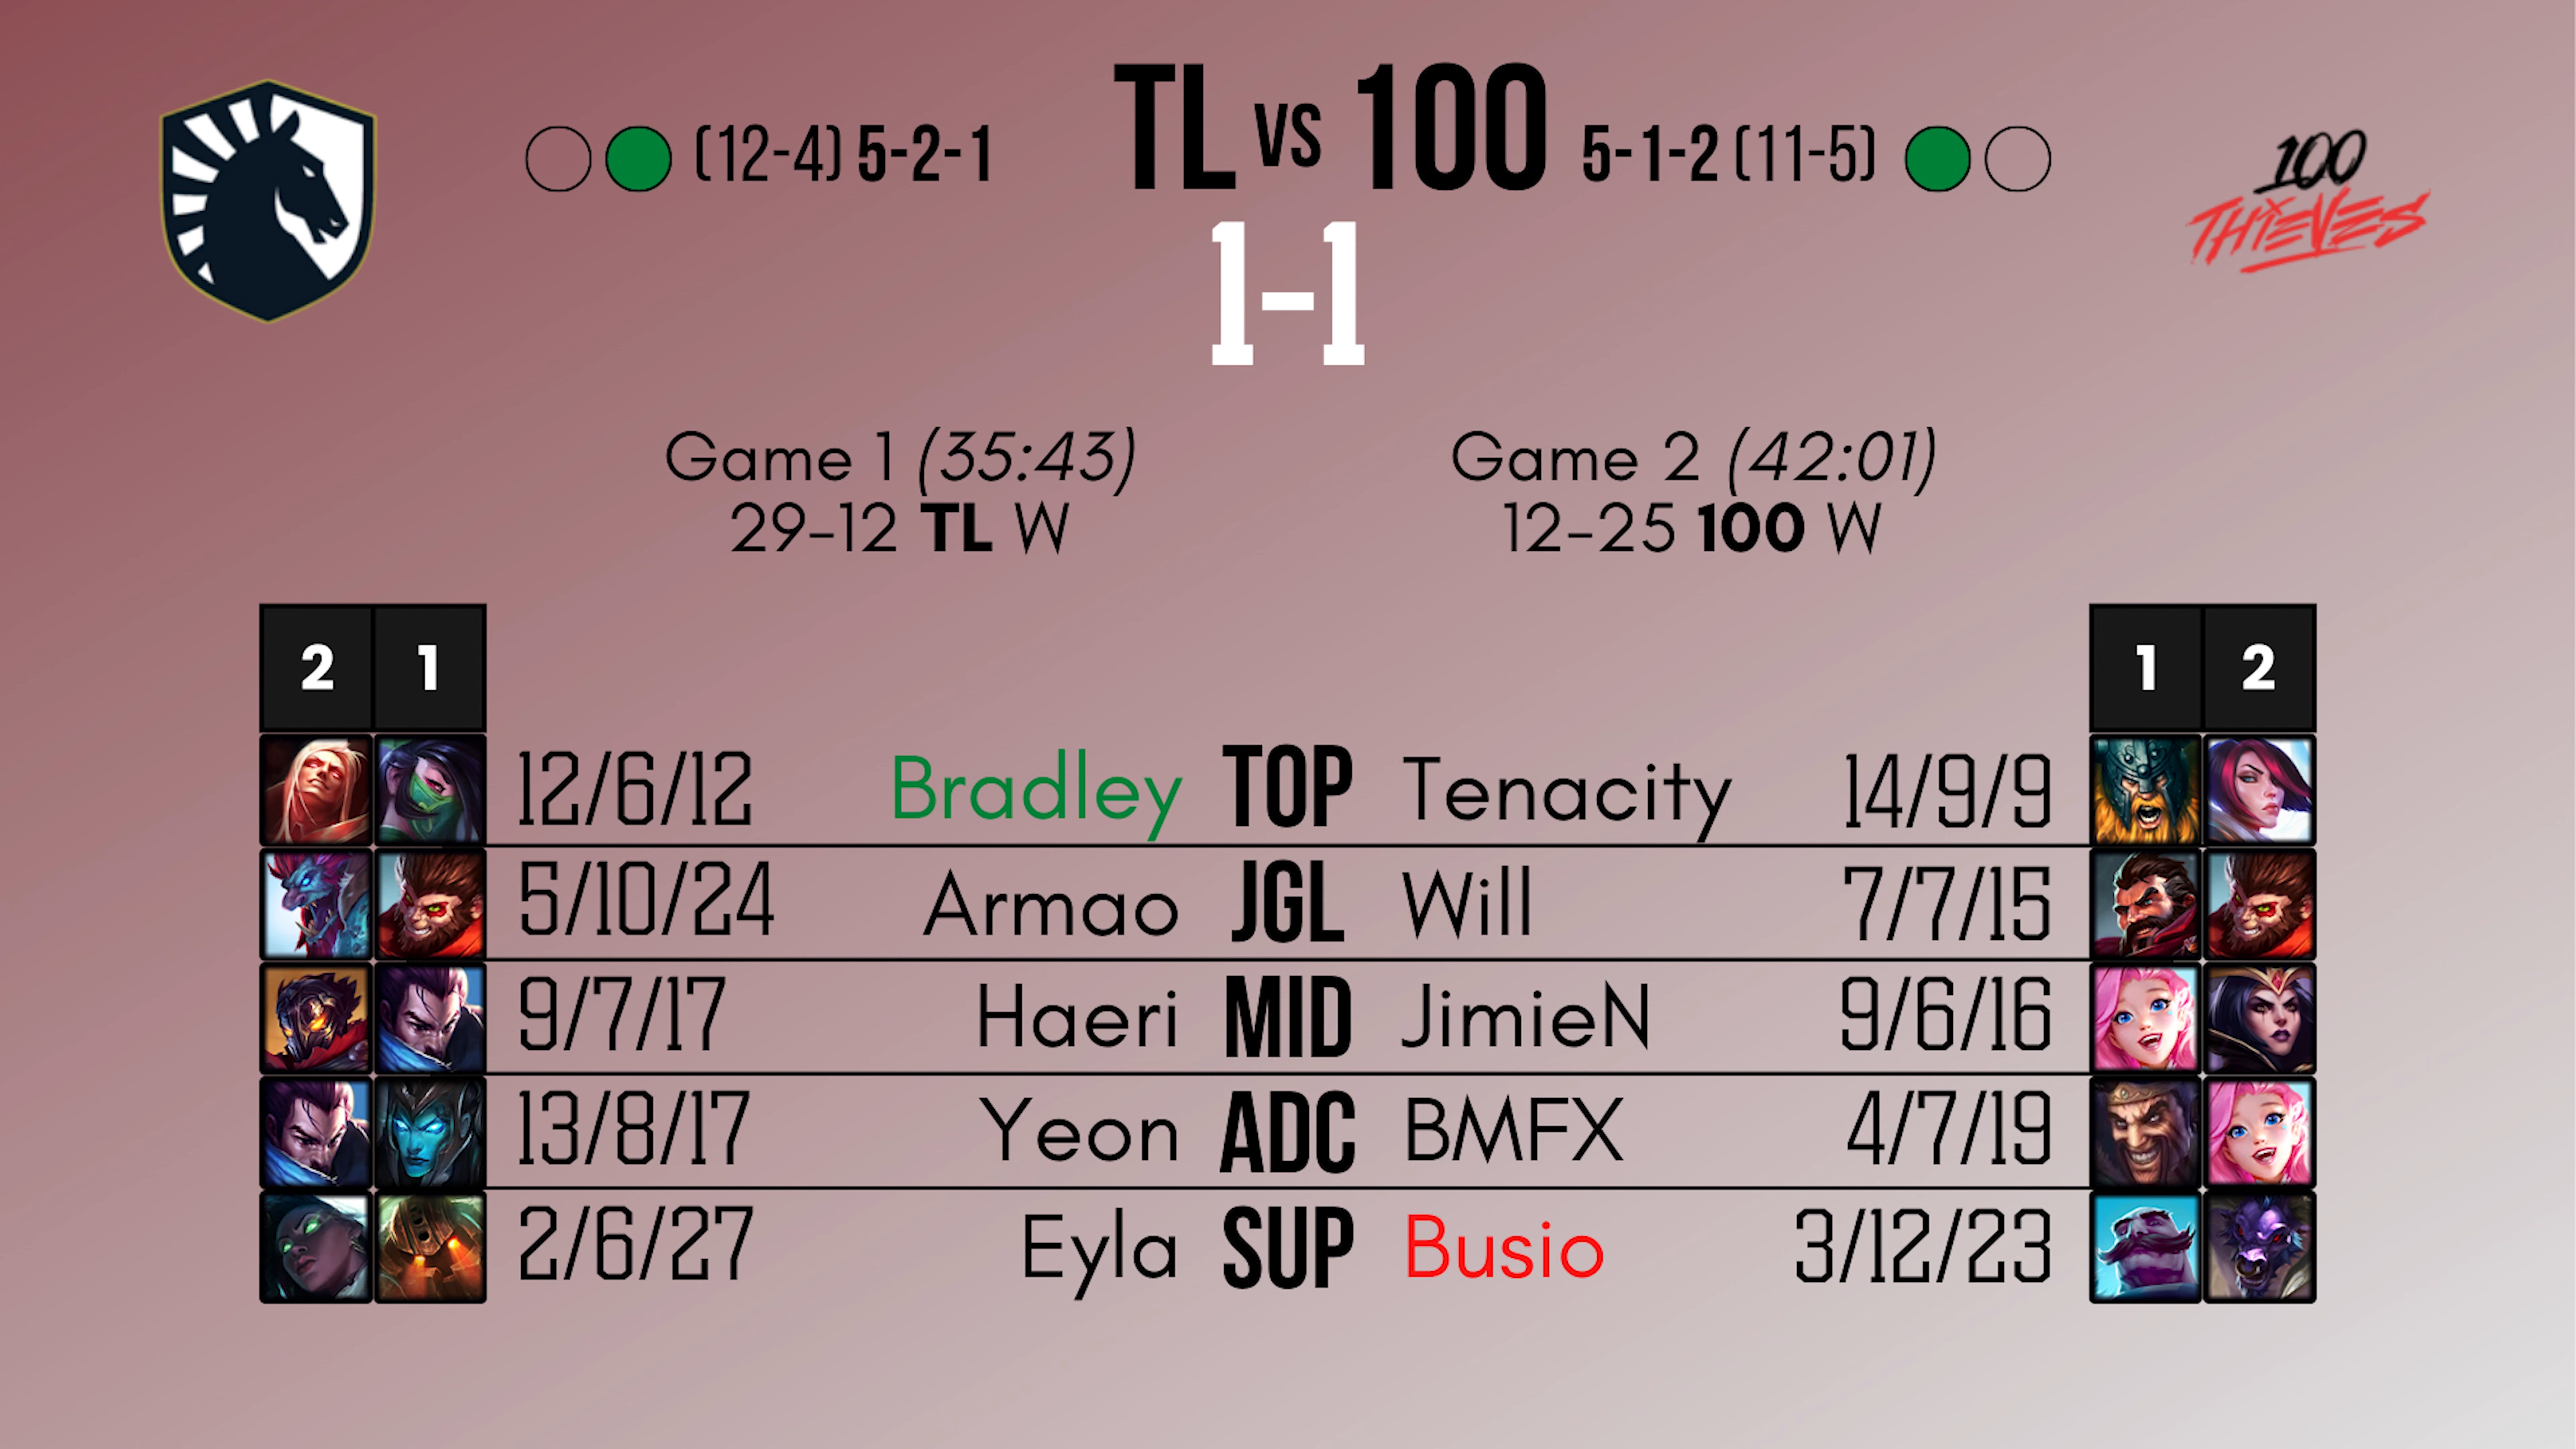 (12-4) 5-2-1 TL VS 100 5-1-2 (11-5)
100
THIEVES
1-1
Game 1 (35:43)
29-12 TL W
Game 2 (42:01)
12-25 100 W
2 1
1 2
12/6/12 Bradley TOP Tenacity 14/9/9
5/10/24 Armao JGL Will 7/7/15
9/7/17 Haeri MID JimieN 9/6/16
13/8/17 Yeon ADC BMFX 4/7/19
2/6/27 Eyla SUP Busio 3/12/23